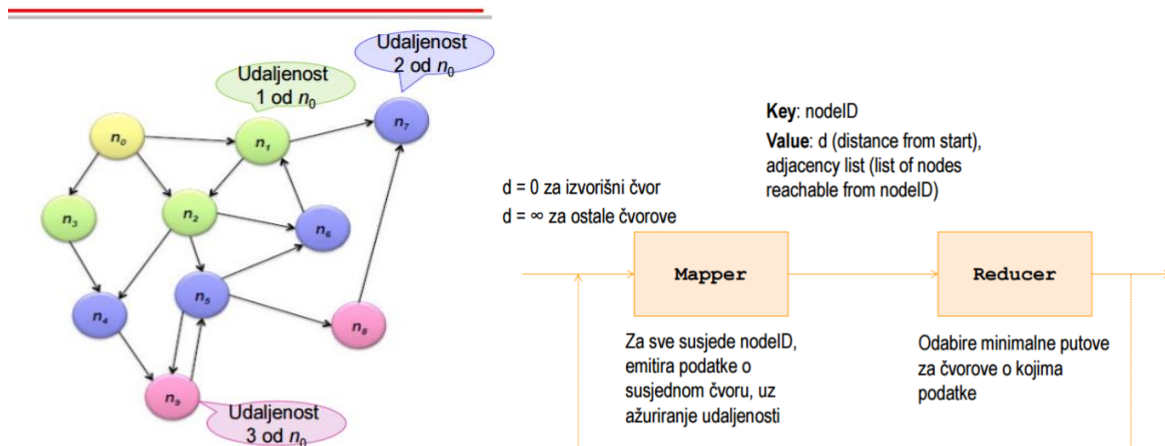 Udaljenost
2 od n0
Udaljenost
1 od n0
n0
n1
n7
n3
n2
n6
n4
n5
n8
n9
Udaljenost
3 od n0
Key: nodeID
Value: d (distance from start),
adjacency list (list of nodes
reachable from nodeID)
d = 0 za izvorišni čvor
d = ∞ za ostale čvorove
Mapper
Reducer
Za sve susjede nodeID,
emitira podatke o
susjednom čvoru, uz
ažuriranje udaljenosti
Odabire minimalne putove
za čvorove o kojima
podatke